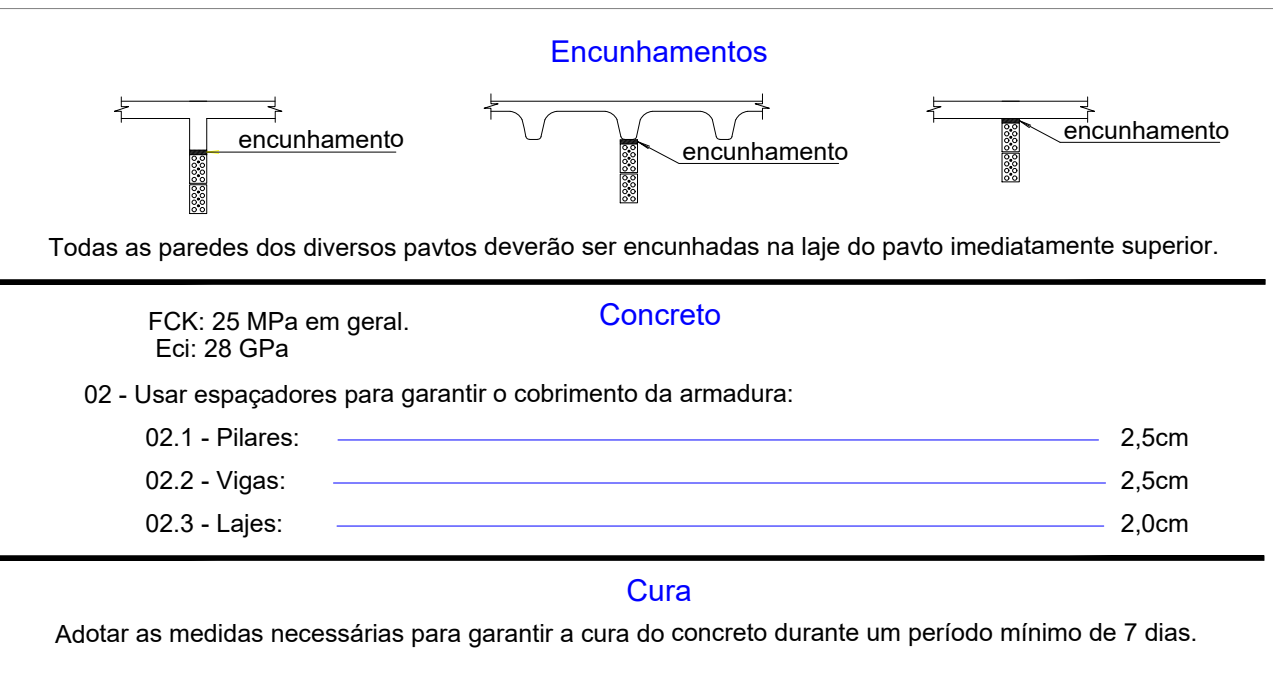 Encunhamentos
encunhamento
encunhamento
encunhamento
Todas as paredes dos diversos pavtos deverão ser encunhadas na laje do pavto imediatamente superior.
Concreto
FCK: 25 MPa em geral.
Eci: 28 GPa
02 - Usar espaçadores para garantir o cobrimento da armadura:
02.1 - Pilares: 2,5cm
02.2 - Vigas: 2,5cm
02.3 - Lajes: 2,0cm
Cura
Adotar as medidas necessárias para garantir a cura do concreto durante um período mínimo de 7 dias.